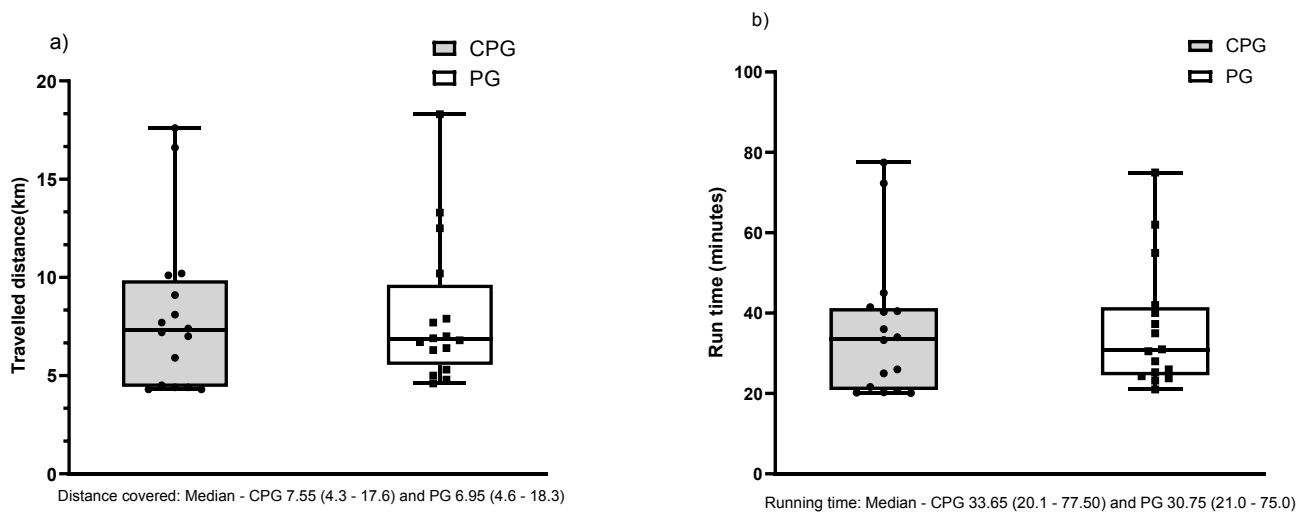 a)
CPG
PG
20
15
10
5
0
Travelled distance(km)
Distance covered: Median - CPG 7.55 (4.3 - 17.6) and PG 6.95 (4.6 - 18.3)
b)
CPG
PG
100
80
60
40
20
0
Run time (minutes)
Running time: Median - CPG 33.65 (20.1 - 77.50) and PG 30.75 (21.0 - 75.0)